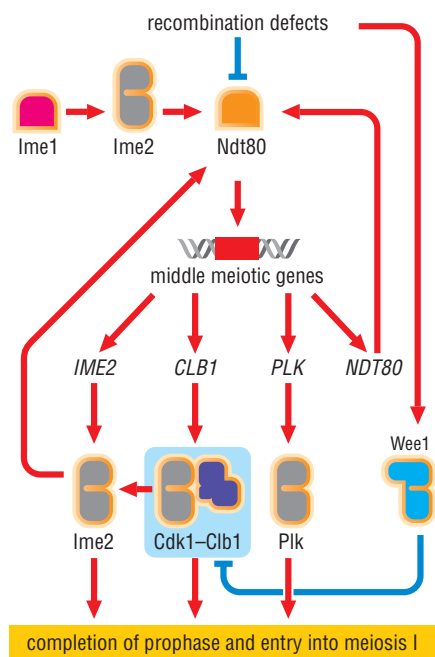 recombination defects
Ime1
Ime2
Ndt80
middle meiotic genes
IME2
CLB1
PLK
NDT80
Wee1
Ime2
Cdk1–Clb1
Plk
completion of prophase and entry into meiosis I